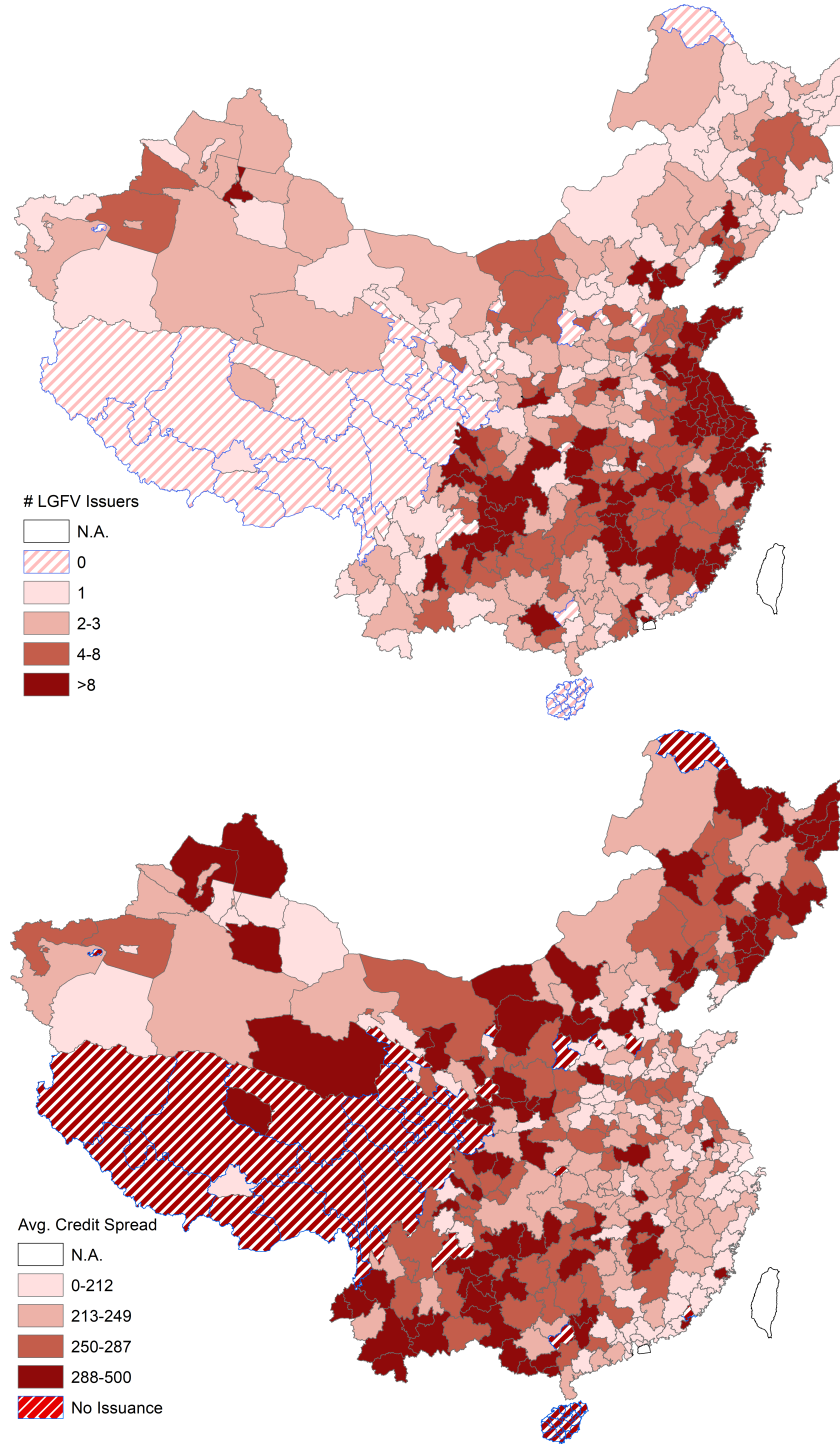 # LGFV Issuers
N.A.
0
1
2-3
4-8
>8
Avg. Credit Spread
N.A.
0-212
213-249
250-287
288-500
No Issuance